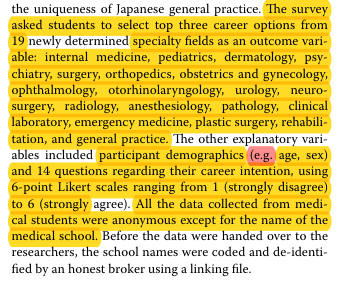 the uniqueness of Japanese general practice. The survey
asked students to select top three career options from
19 newly determined specialty fields as an outcome vari-
able: internal medicine, pediatrics, dermatology, psy-
chiatry, surgery, orthopedics, obstetrics and gynecology,
ophthalmology, otorhinolaryngology, urology, neuro-
surgery, radiology, anesthesiology, pathology, clinical
laboratory, emergency medicine, plastic surgery, rehabili-
tation, and general practice. The other explanatory vari-
ables included participant demographics (e.g. age, sex)
and 14 questions regarding their career intention, using
6-point Likert scales ranging from 1 (strongly disagree)
to 6 (strongly agree). All the data collected from medi-
cal students were anonymous except for the name of the
medical school. Before the data were handed over to the
researchers, the school names were coded and de-identi-
fied by an honest broker using a linking file.